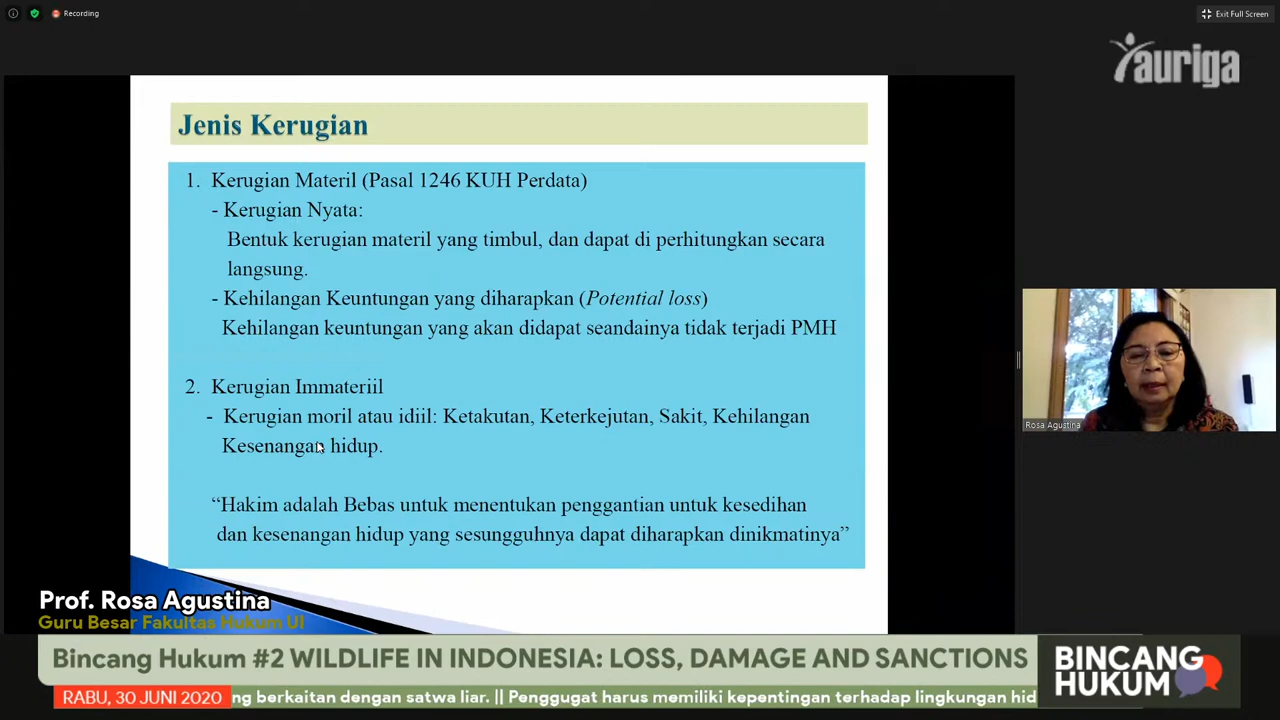 Recording
Exit Full Screen
auriga
Jenis Kerugian
1. Kerugian Materil (Pasal 1246 KUH Perdata)
- Kerugian Nyata:
Bentuk kerugian materil yang timbul, dan dapat di perhitungkan secara
langsung.
- Kehilangan Keuntungan yang diharapkan (Potential loss)
Kehilangan keuntungan yang akan didapat seandainya tidak terjadi PMH
2. Kerugian Immateriil
- Kerugian moril atau idiil: Ketakutan, Keterkejutan, Sakit, Kehilangan
Kesenangan hidup.
“Hakim adalah Bebas untuk menentukan penggantian untuk kesedihan
dan kesenangan hidup yang sesungguhnya dapat diharapkan dinikmatinya”
Rosa Agustina
Prof. Rosa Agustina
Guru Besar Fakultas Hukum UI
Bincang Hukum #2 WILDLIFE IN INDONESIA: LOSS, DAMAGE AND SANCTIONS
BINCANG
HUKUM
RABU, 30 JUNI 2020
ng berkaitan dengan satwa liar. || Penggugat harus memiliki kepentingan terhadap lingkungan hid